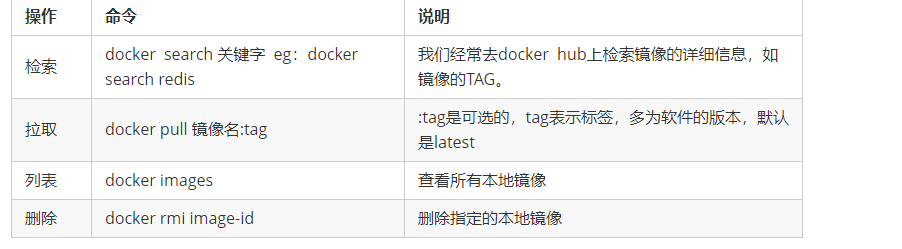 操作 命令 说明
检索 docker search 关键字 eg：docker search redis 我们经常去docker hub上检索镜像的详细信息，如镜像的TAG。
拉取 docker pull 镜像名:tag :tag是可选的，tag表示标签，多为软件的版本，默认是latest
列表 docker images 查看所有本地镜像
删除 docker rmi image-id 删除指定的本地镜像